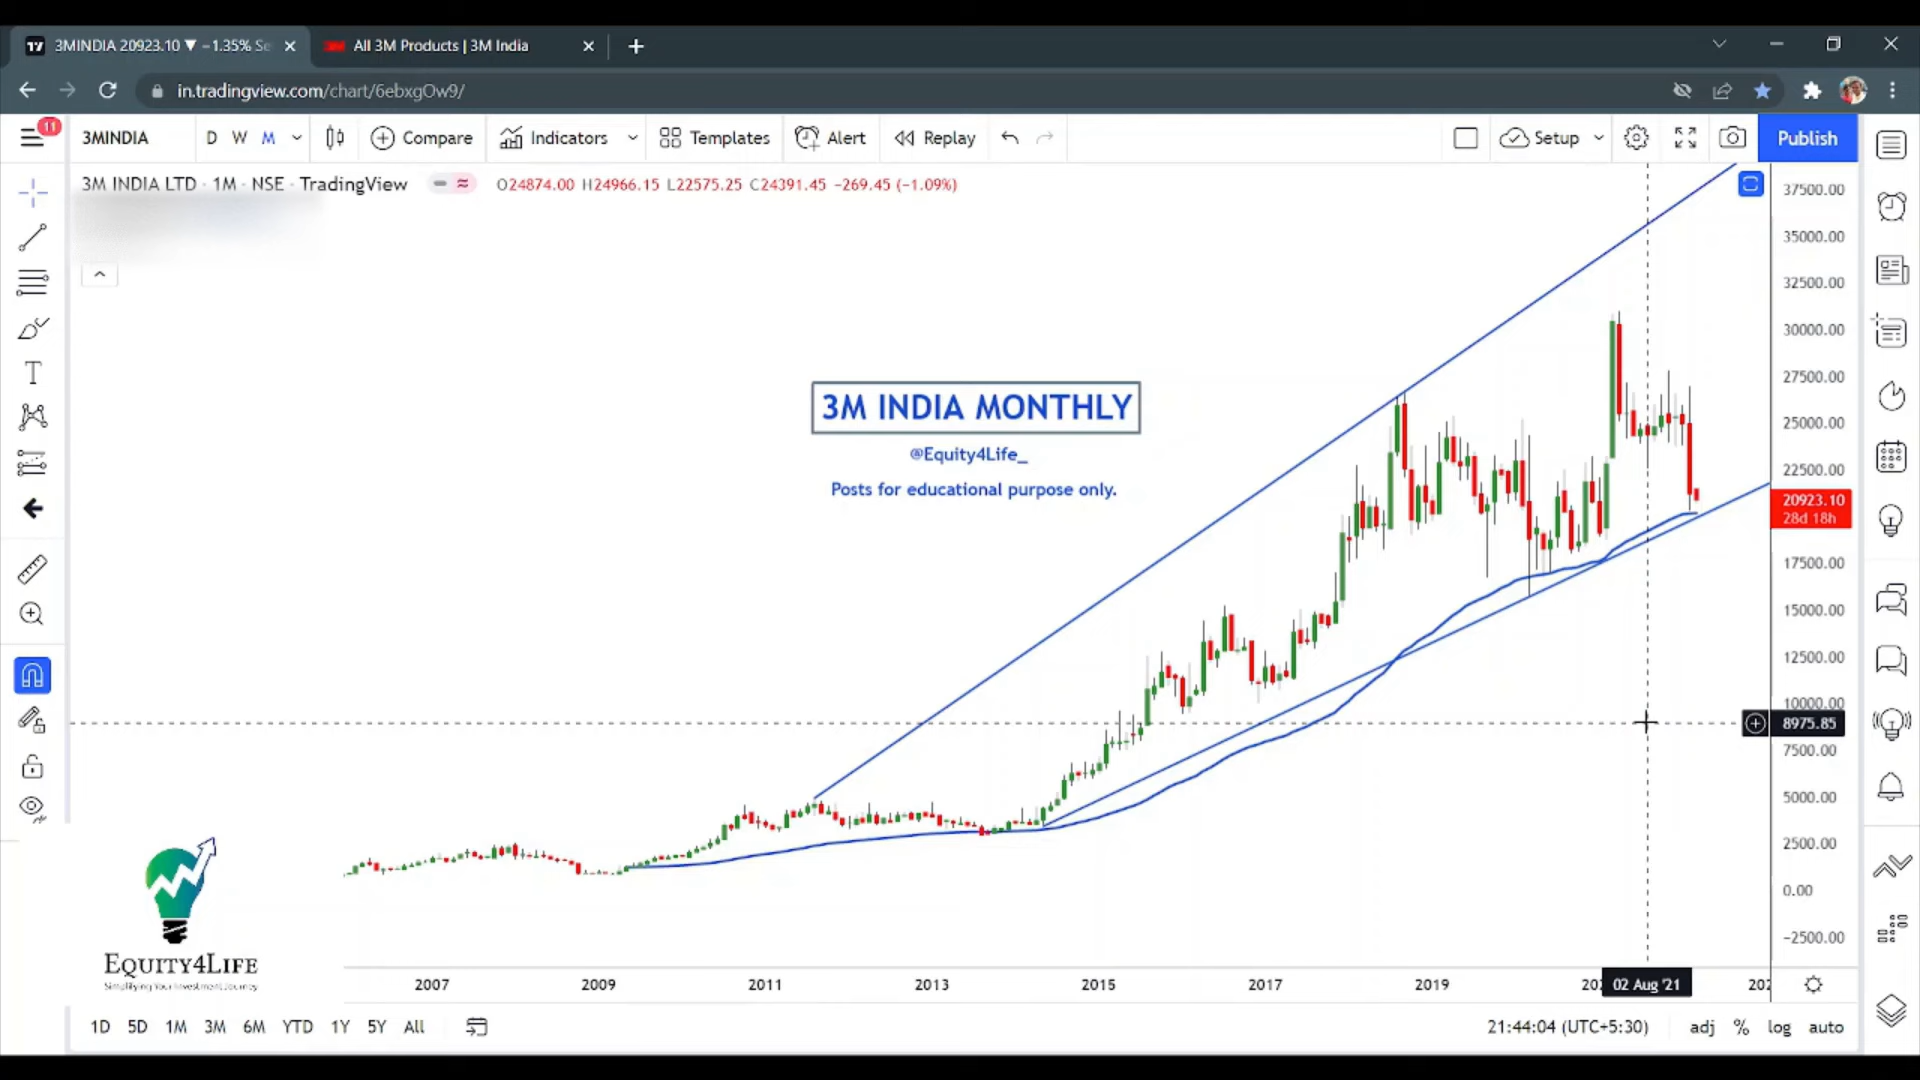 3MINDIA 20923.10 ▼ −1.35% Se
All 3M Products | 3M India
in.tradingview.com/chart/6ebxgOw9/
11
3MINDIA
D W M
Compare
Indicators
Templates
Alert
Replay
Setup
Publish
3M INDIA LTD · 1M · NSE · TradingView
O24874.00 H24966.15 L22575.25 C24391.45 −269.45 (−1.09%)
37500.00
35000.00
32500.00
30000.00
27500.00
25000.00
22500.00
20923.10
28d 18h
17500.00
15000.00
12500.00
10000.00
8975.85
7500.00
5000.00
2500.00
0.00
−2500.00
3M INDIA MONTHLY
@Equity4Life_
Posts for educational purpose only.
EQUITY4LIFE
Simplifying Your Investment Journey
2007 2009 2011 2013 2015 2017 2019 02 Aug '21
1D 5D 1M 3M 6M YTD 1Y 5Y All
21:44:04 (UTC+5:30) adj % log auto